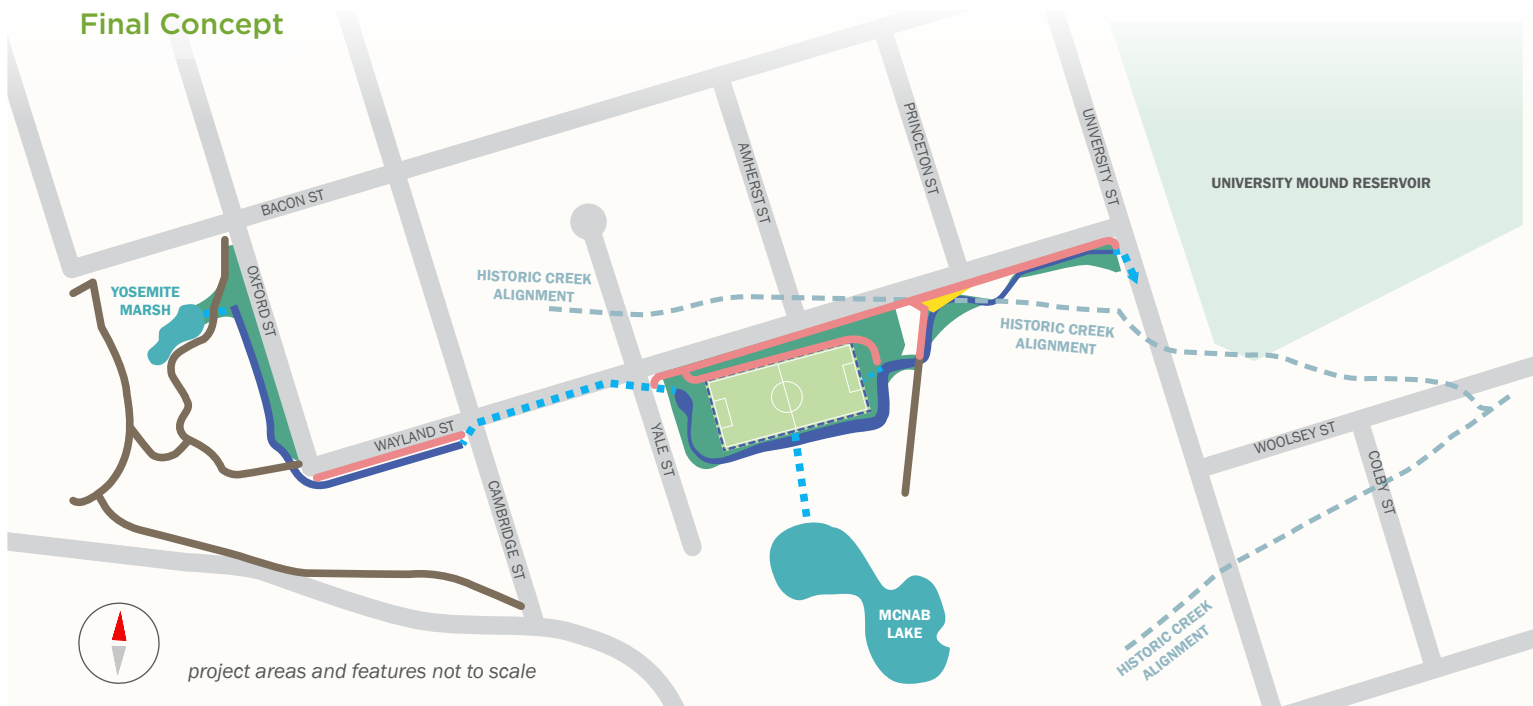 Final Concept
BACON ST
AMHERST ST
PRINCETON ST
UNIVERSITY ST
UNIVERSITY MOUND RESERVOIR
YOSEMITE
MARSH
OXFORD ST
HISTORIC CREEK
ALIGNMENT
HISTORIC CREEK
ALIGNMENT
WAYLAND ST
YALE ST
CAMBRIDGE ST
WOOLSEY ST
COLBY ST
MCNAB
LAKE
HISTORIC CREEK
ALIGNMENT
project areas and features not to scale